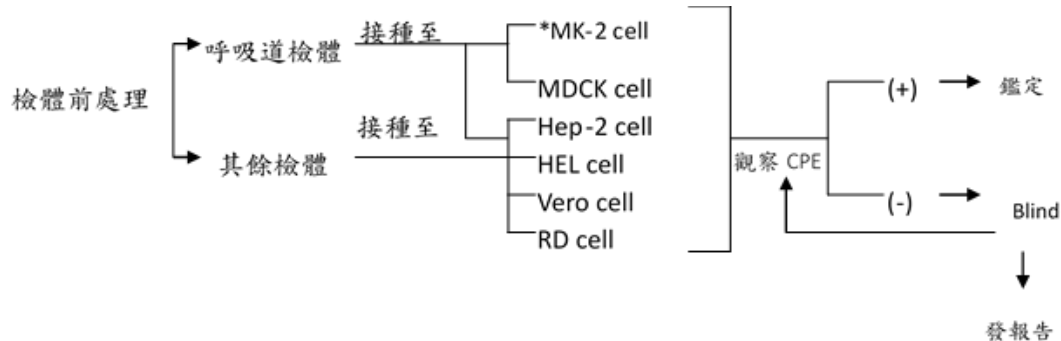 檢體前處理
呼吸道檢體
接種至
*MK-2 cell
MDCK cell
其餘檢體
接種至
Hep-2 cell
HEL cell
Vero cell
RD cell
觀察 CPE
(+)
鑑定
(-)
Blind
發報告